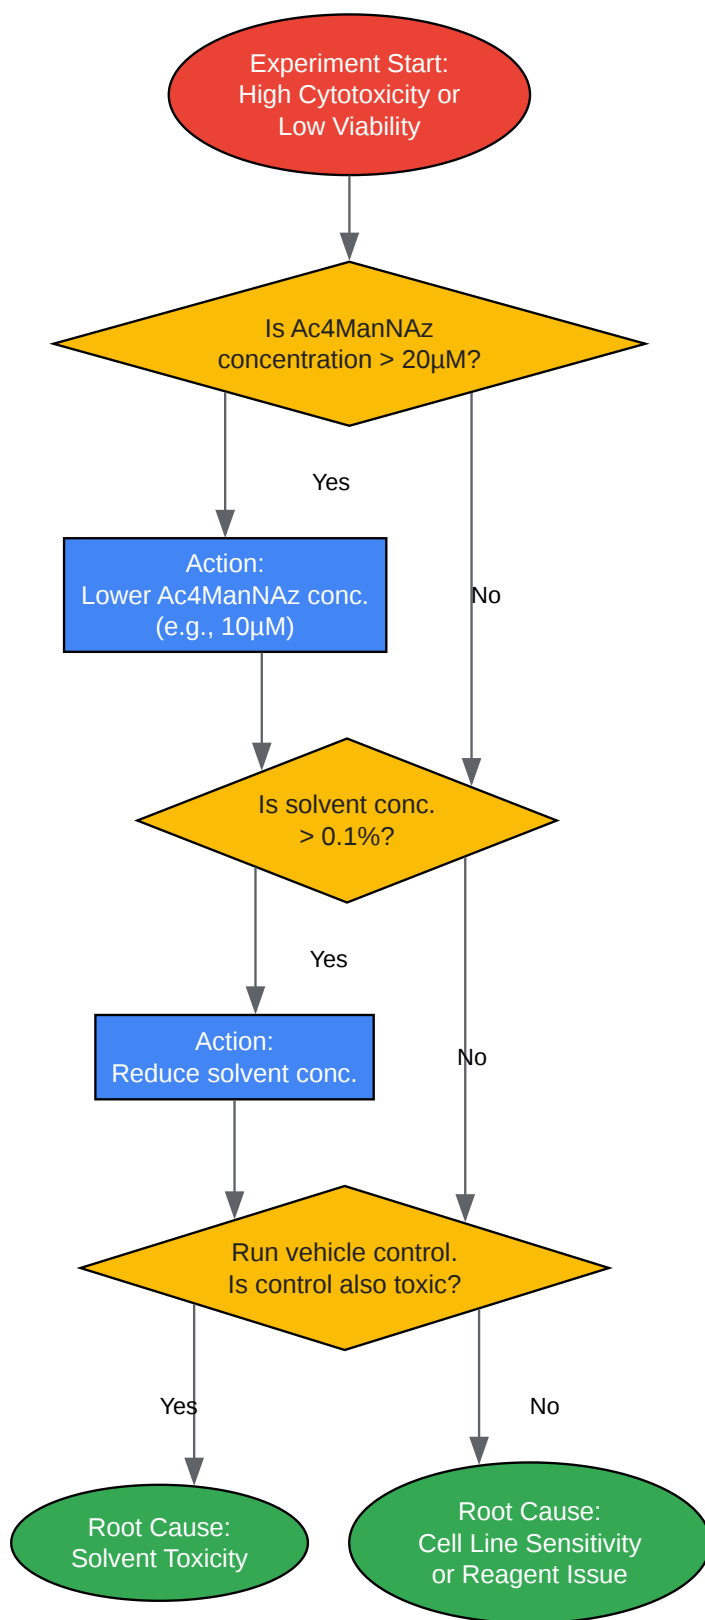 Experiment Start:
High Cytotoxicity or
Low Viability
Is Ac4ManNAz
concentration > 20µM?
Yes
Action:
Lower Ac4ManNAz conc.
(e.g., 10µM)
No
Is solvent conc.
> 0.1%?
Yes
Action:
Reduce solvent conc.
No
Run vehicle control.
Is control also toxic?
Yes
No
Root Cause:
Solvent Toxicity
Root Cause:
Cell Line Sensitivity
or Reagent Issue